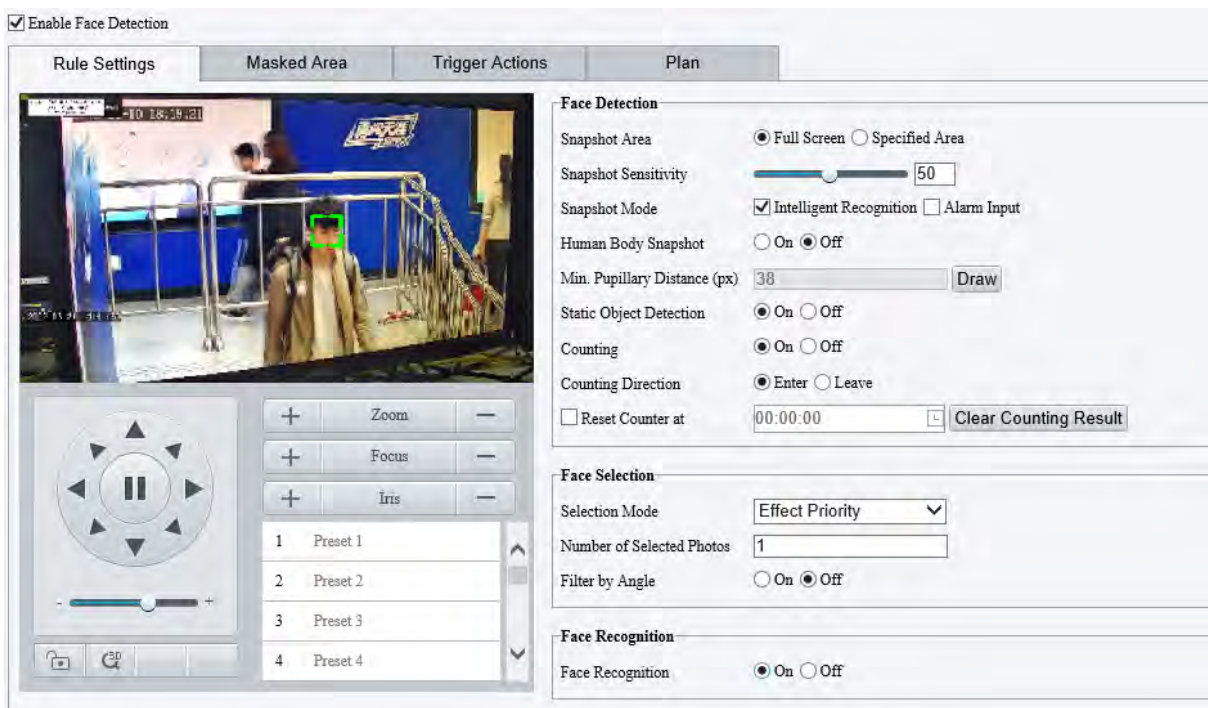 Enable Face Detection
Rule Settings
Masked Area
Trigger Actions
Plan
-10 18:19:21
Face Detection
Snapshot Area
Full Screen
Specified Area
Snapshot Sensitivity
50
Snapshot Mode
Intelligent Recognition
Alarm Input
Human Body Snapshot
On
Off
Min. Pupillary Distance (px)
38
Draw
Static Object Detection
On
Off
Counting
On
Off
Counting Direction
Enter
Leave
Reset Counter at
00:00:00
Clear Counting Result
Zoom
Focus
Iris
1 Preset 1
2 Preset 2
3 Preset 3
4 Preset 4
- +
3D
Face Selection
Selection Mode
Effect Priority
Number of Selected Photos
1
Filter by Angle
On
Off
Face Recognition
Face Recognition
On
Off